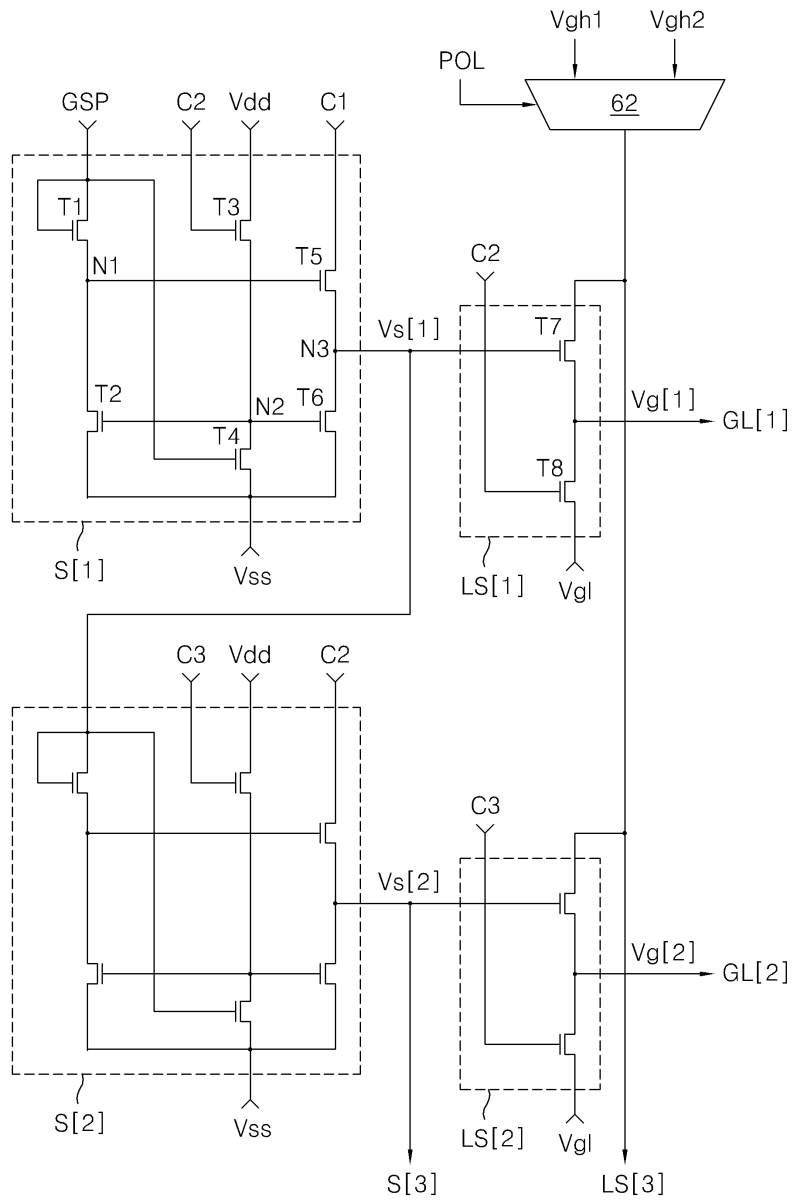 Vgh1 Vgh2
POL
62
GSP C2 Vdd C1
T1 T3
N1 T5 C2
T7
Vs[1]
N3
T2 N2 T6 Vg[1]
GL[1]
T4 T8
S[1] Vss LS[1] Vgl
C3 Vdd C2
C3
Vs[2]
Vg[2]
GL[2]
S[2] Vss LS[2] Vgl
S[3] LS[3]